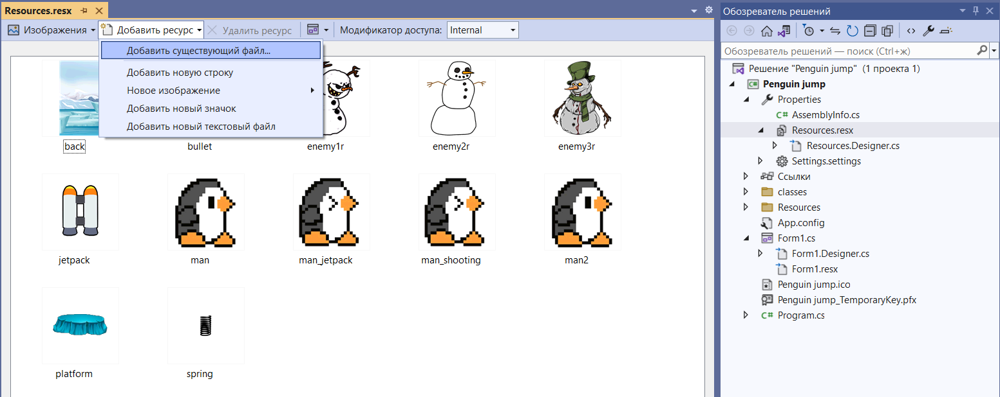 Resources.resx
Изображения
Добавить ресурс
Удалить ресурс
Модификатор доступа:
Internal
Добавить существующий файл...
Добавить новую строку
Новое изображение
Добавить новый значок
Добавить новый текстовый файл
back
bullet
enemy1r
enemy2r
enemy3r
jetpack
man
man_jetpack
man_shooting
man2
platform
spring
Обозреватель решений
Обозреватель решений — поиск (Ctrl+ж)
Решение "Penguin jump" (1 проекта 1)
C# Penguin jump
Properties
C# AssemblyInfo.cs
Resources.resx
Resources.Designer.cs
Settings.settings
Ссылки
classes
Resources
App.config
Form1.cs
Form1.Designer.cs
Form1.resx
Penguin jump.ico
Penguin jump_TemporaryKey.pfx
C# Program.cs